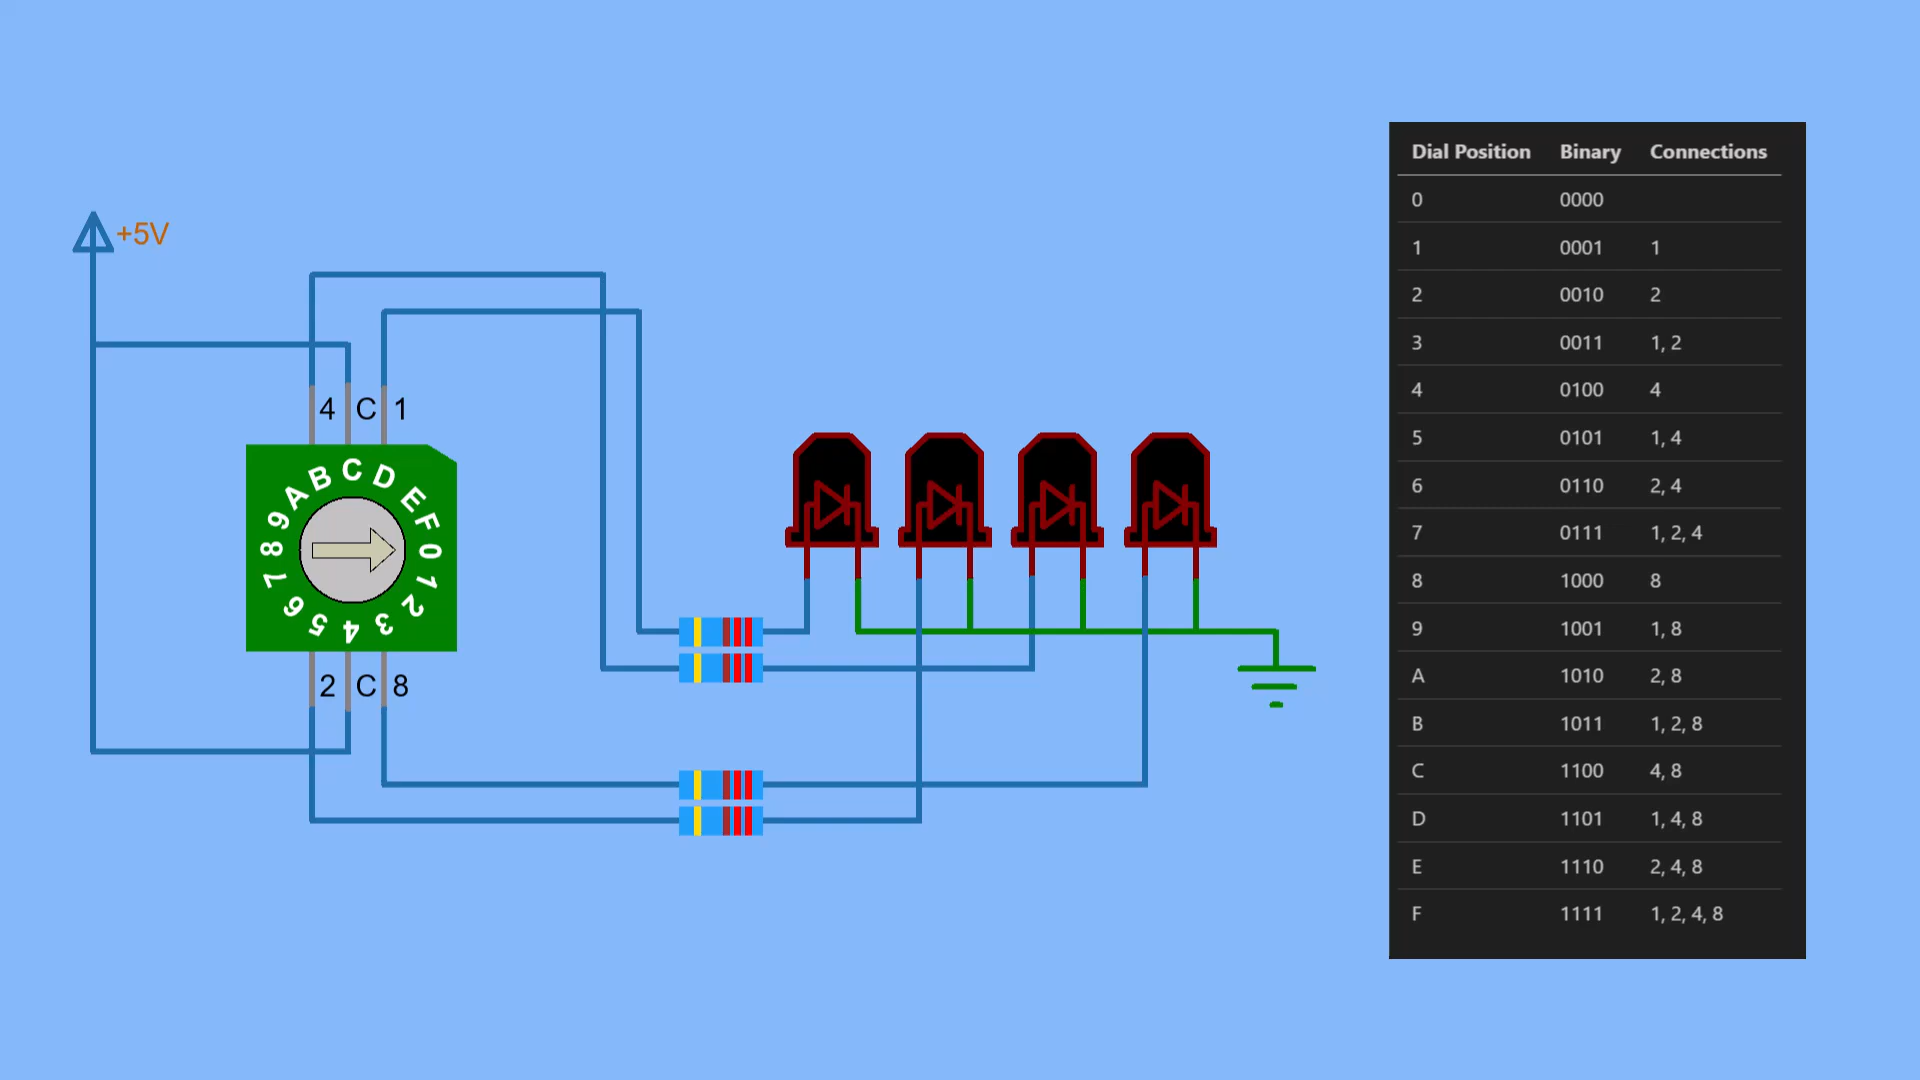 +5V
4 C 1
A B C D E F 0 1 2 3 4 5 6 7 8 9
2 C 8
Dial Position Binary Connections
0 0000
1 0001 1
2 0010 2
3 0011 1, 2
4 0100 4
5 0101 1, 4
6 0110 2, 4
7 0111 1, 2, 4
8 1000 8
9 1001 1, 8
A 1010 2, 8
B 1011 1, 2, 8
C 1100 4, 8
D 1101 1, 4, 8
E 1110 2, 4, 8
F 1111 1, 2, 4, 8